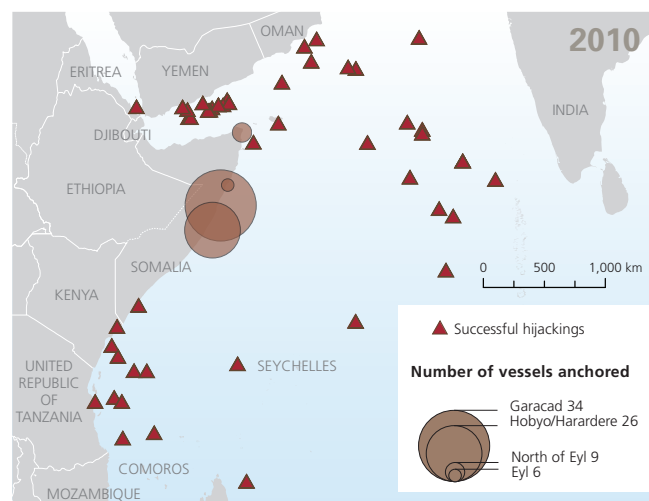 2010
OMAN
ERITREA
YEMEN
INDIA
DJIBOUTI
ETHIOPIA
SOMALIA
0 500 1,000 km
KENYA
Successful hijackings
UNITED
REPUBLIC
OF
TANZANIA
SEYCHELLES
Number of vessels anchored
Garacad 34
Hobyo/Harardere 26
North of Eyl 9
Eyl 6
COMOROS
MOZAMBIQUE